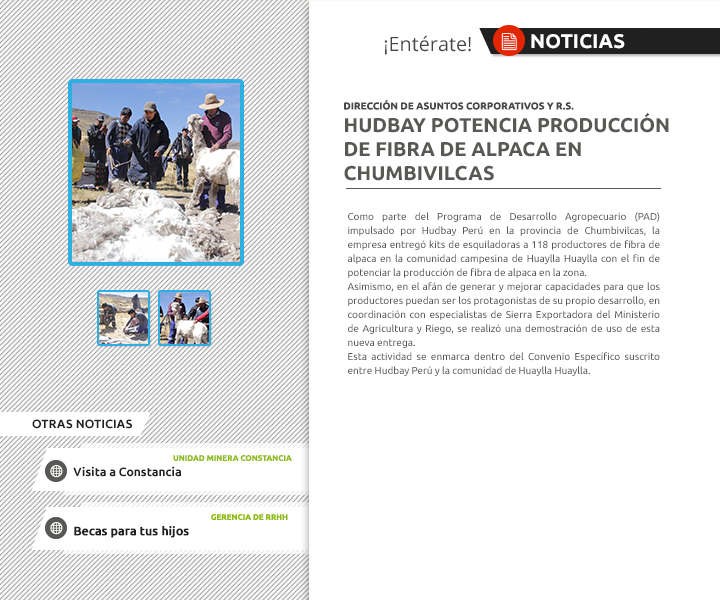 ¡Entérate!
NOTICIAS
DIRECCIÓN DE ASUNTOS CORPORATIVOS Y R.S.
HUDBAY POTENCIA PRODUCCIÓN
DE FIBRA DE ALPACA EN
CHUMBIVILCAS
Como parte del Programa de Desarrollo Agropecuario (PAD)
impulsado por Hudbay Perú en la provincia de Chumbivilcas, la
empresa entregó kits de esquiladoras a 118 productores de fibra de
alpaca en la comunidad campesina de Huaylla Huaylla con el fin de
potenciar la producción de fibra de alpaca en la zona.
Asimismo, en el afán de generar y mejorar capacidades para que los
productores puedan ser los protagonistas de su propio desarrollo, en
coordinación con especialistas de Sierra Exportadora del Ministerio
de Agricultura y Riego, se realizó una demostración de uso de esta
nueva entrega.
Esta actividad se enmarca dentro del Convenio Específico suscrito
entre Hudbay Perú y la comunidad de Huaylla Huaylla.
OTRAS NOTICIAS
UNIDAD MINERA CONSTANCIA
Visita a Constancia
GERENCIA DE RRHH
Becas para tus hijos